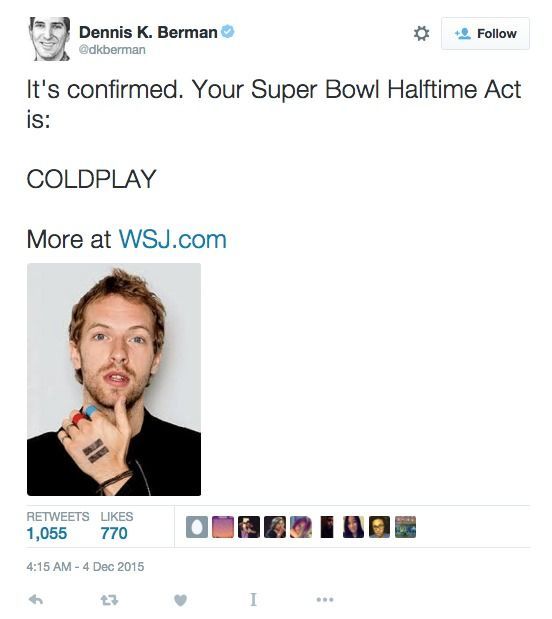 Dennis K. Berman
@dkberman
Follow
It's confirmed. Your Super Bowl Halftime Act
is:
COLDPLAY
More at WSJ.com
RETWEETS LIKES
1,055 770
4:15 AM - 4 Dec 2015